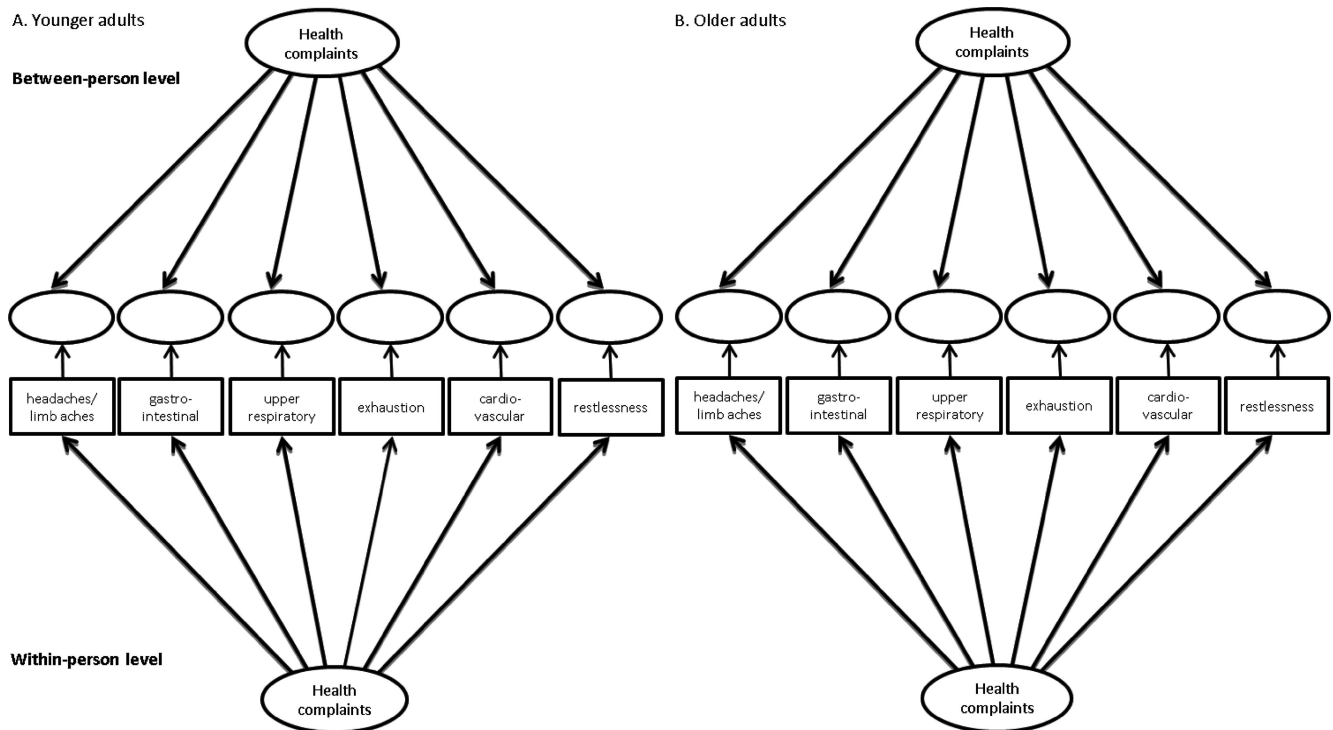 A. Younger adults
Health
complaints
Between-person level
headaches/
limb aches
gastro-
intestinal
upper
respiratory
exhaustion
cardio-
vascular
restlessness
Within-person level
Health
complaints
B. Older adults
Health
complaints
headaches/
limb aches
gastro-
intestinal
upper
respiratory
exhaustion
cardio-
vascular
restlessness
Health
complaints